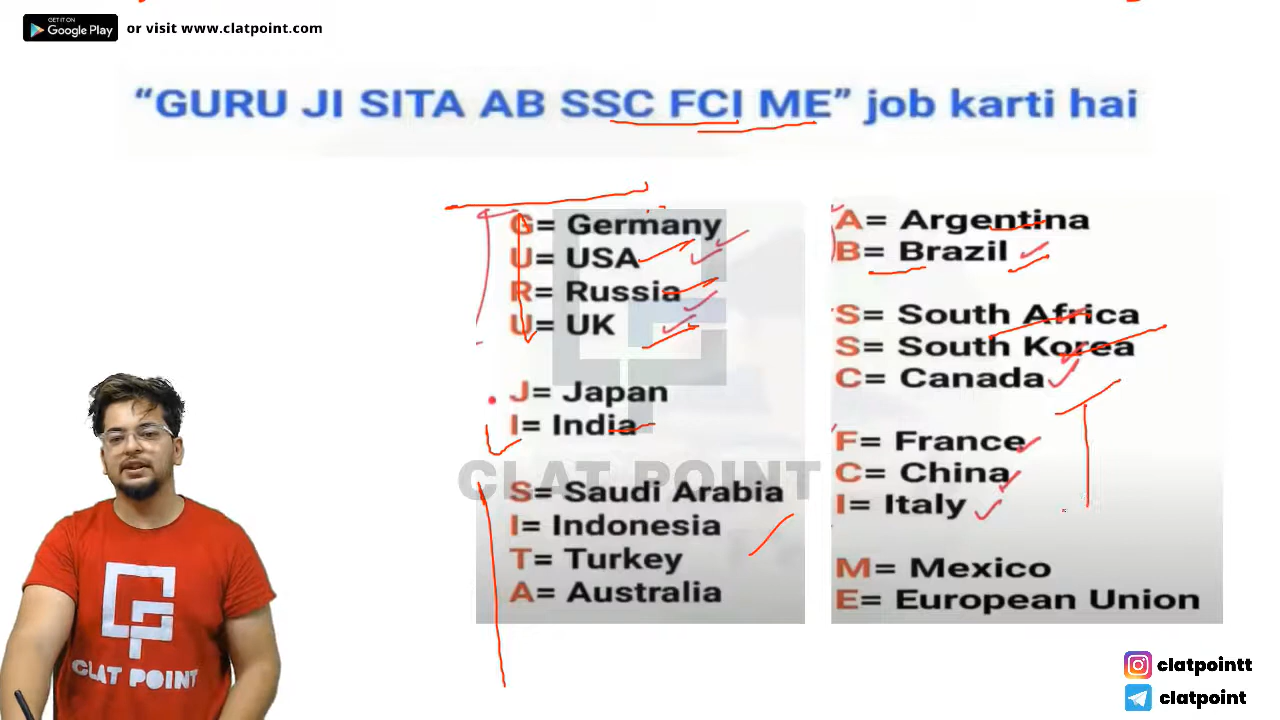 GET IT ON
Google Play
or visit www.clatpoint.com
“GURU JI SITA AB SSC FCI ME” job karti hai
G= Germany
U= USA
R= Russia
U= UK
J= Japan
I= India
S= Saudi Arabia
I= Indonesia
T= Turkey
A= Australia
A= Argentina
B= Brazil
S= South Africa
S= South Korea
C= Canada
F= France
C= China
I= Italy
M= Mexico
E= European Union
CLAT POINT
CLAT POINT
clatpointt
clatpoint